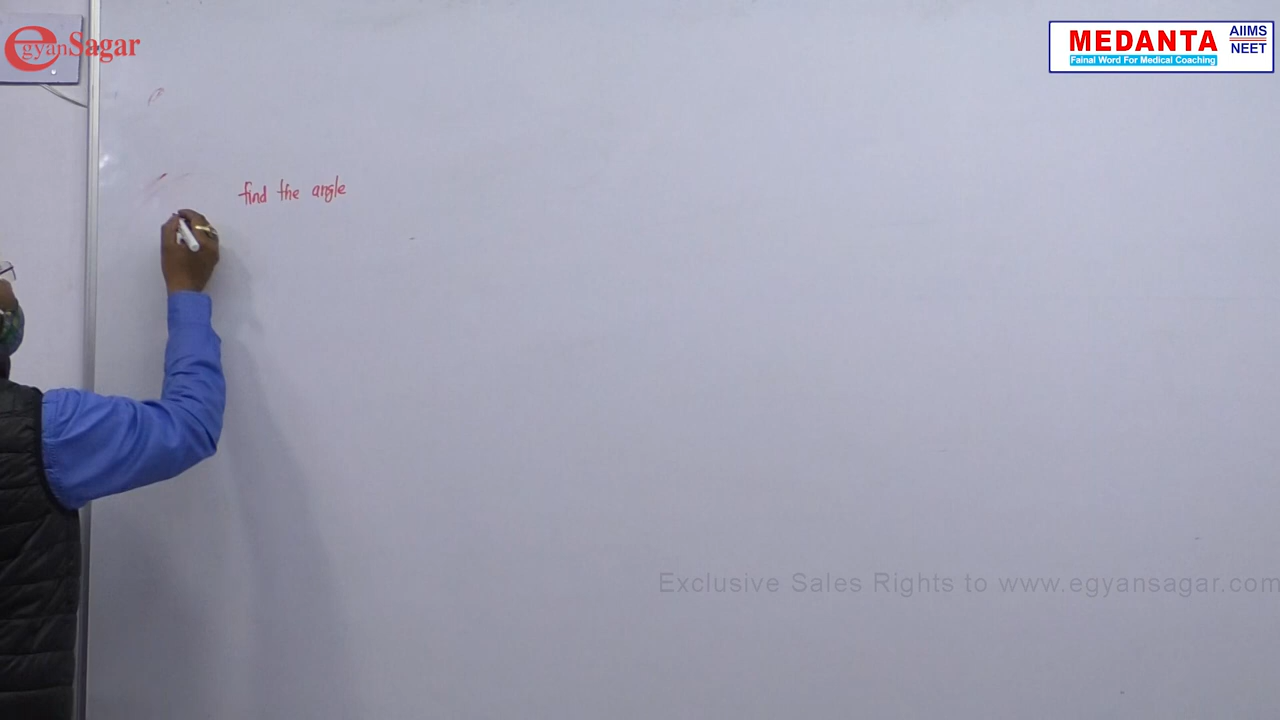 egyanSagar
MEDANTA
Fainal Word For Medical Coaching
AIIMS
NEET
find the angle
Exclusive Sales Rights to www.egyansagar.com